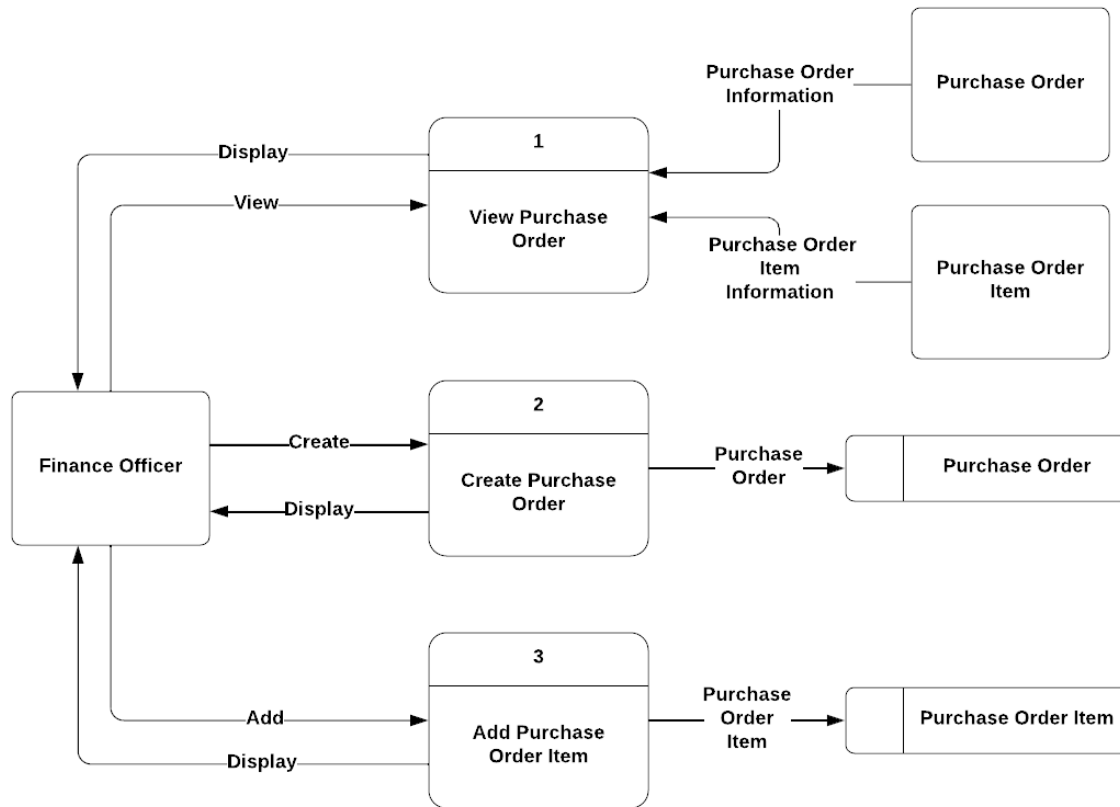 Purchase Order
Information
Purchase Order
1
Display
View
View Purchase
Order
Purchase Order
Item
Information
Purchase Order
Item
2
Finance Officer
Create
Display
Create Purchase
Order
Purchase
Order
Purchase Order
3
Add
Display
Add Purchase
Order Item
Purchase
Order
Item
Purchase Order Item